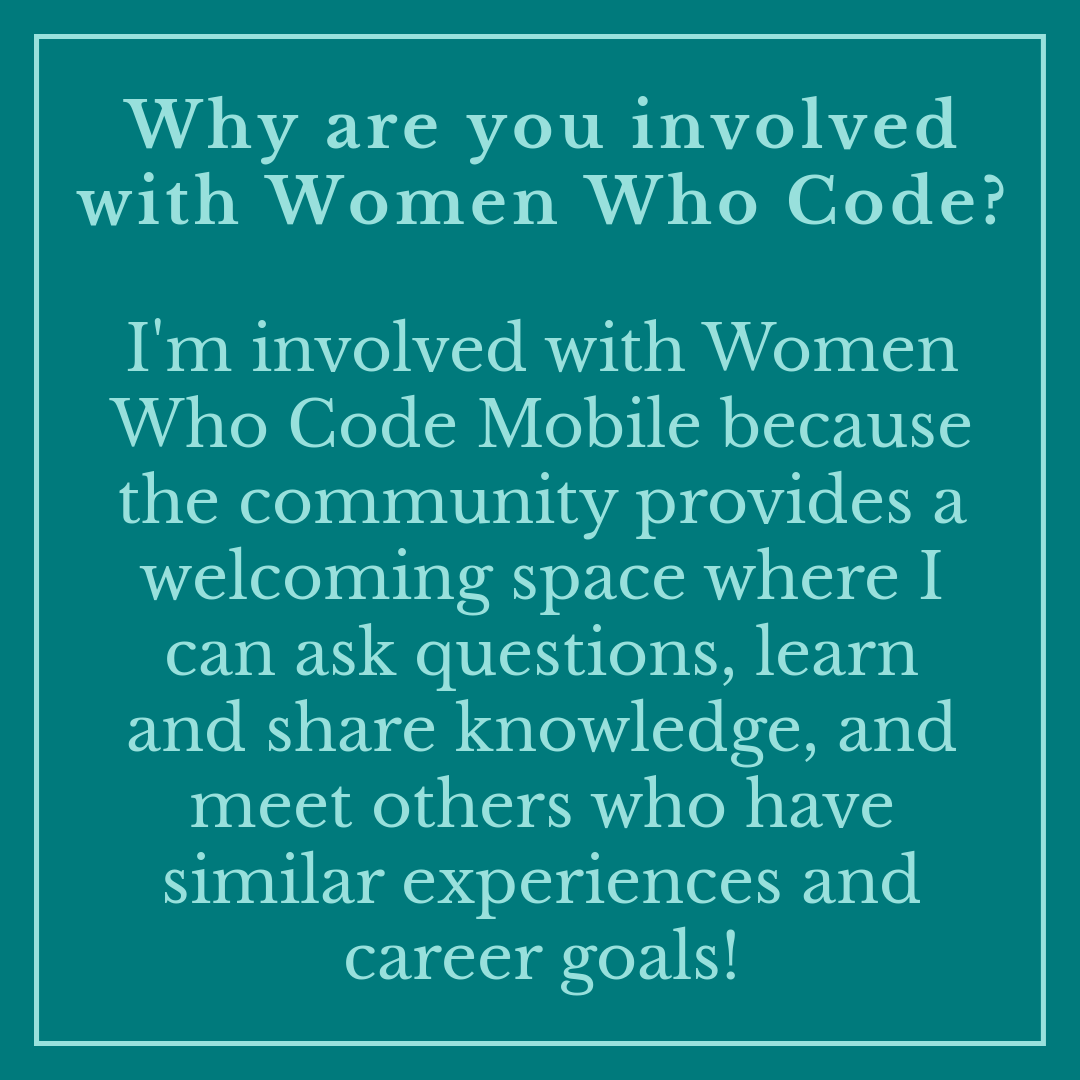 Why are you involved
with Women Who Code?
I'm involved with Women
Who Code Mobile because
the community provides a
welcoming space where I
can ask questions, learn
and share knowledge, and
meet others who have
similar experiences and
career goals!